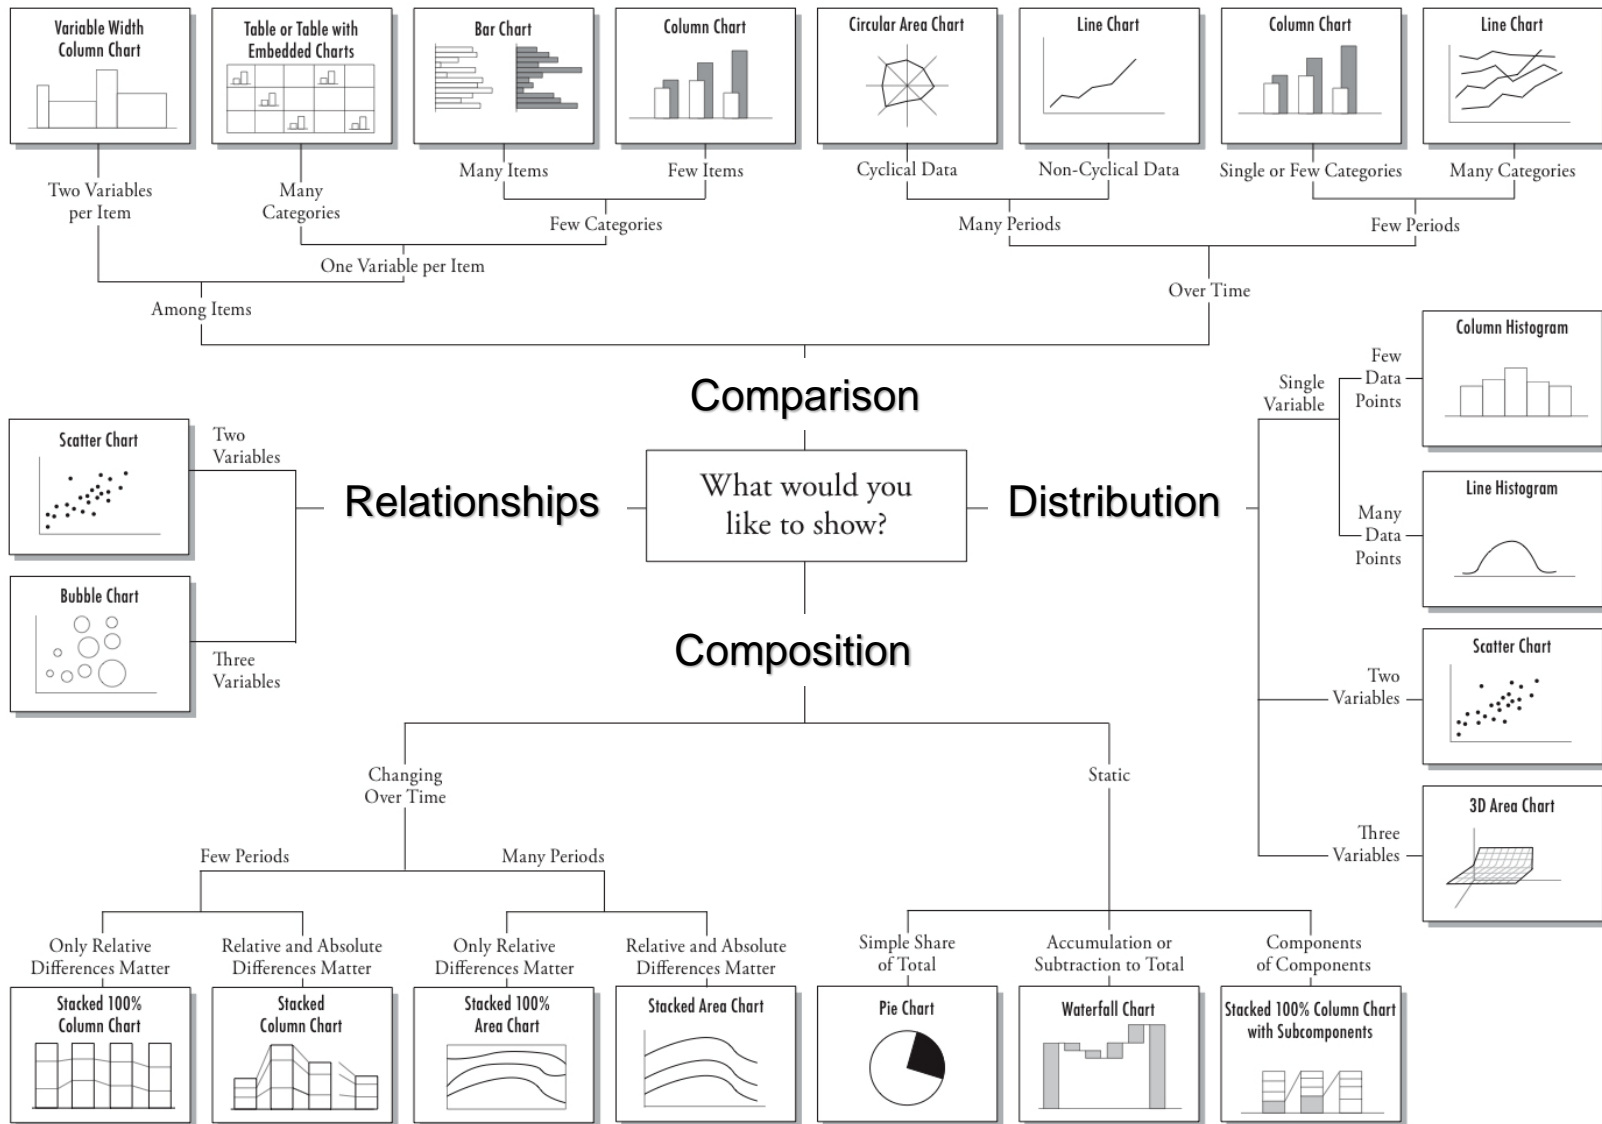 Variable Width
Column Chart
Table or Table with
Embedded Charts
Bar Chart
Column Chart
Circular Area Chart
Line Chart
Column Chart
Line Chart
Two Variables
per Item
Many
Categories
Many Items
Few Items
Cyclical Data
Non-Cyclical Data
Single or Few Categories
Many Categories
Few Categories
Many Periods
Few Periods
One Variable per Item
Among Items
Over Time
Comparison
What would you
like to show?
Relationships
Two
Variables
Scatter Chart
Three
Variables
Bubble Chart
Distribution
Single
Variable
Few
Data
Points
Column Histogram
Many
Data
Points
Line Histogram
Two
Variables
Scatter Chart
Three
Variables
3D Area Chart
Composition
Changing
Over Time
Static
Few Periods
Many Periods
Only Relative
Differences Matter
Relative and Absolute
Differences Matter
Only Relative
Differences Matter
Relative and Absolute
Differences Matter
Simple Share
of Total
Accumulation or
Subtraction to Total
Components
of Components
Stacked 100%
Column Chart
Stacked
Column Chart
Stacked 100%
Area Chart
Stacked Area Chart
Pie Chart
Waterfall Chart
Stacked 100% Column Chart
with Subcomponents